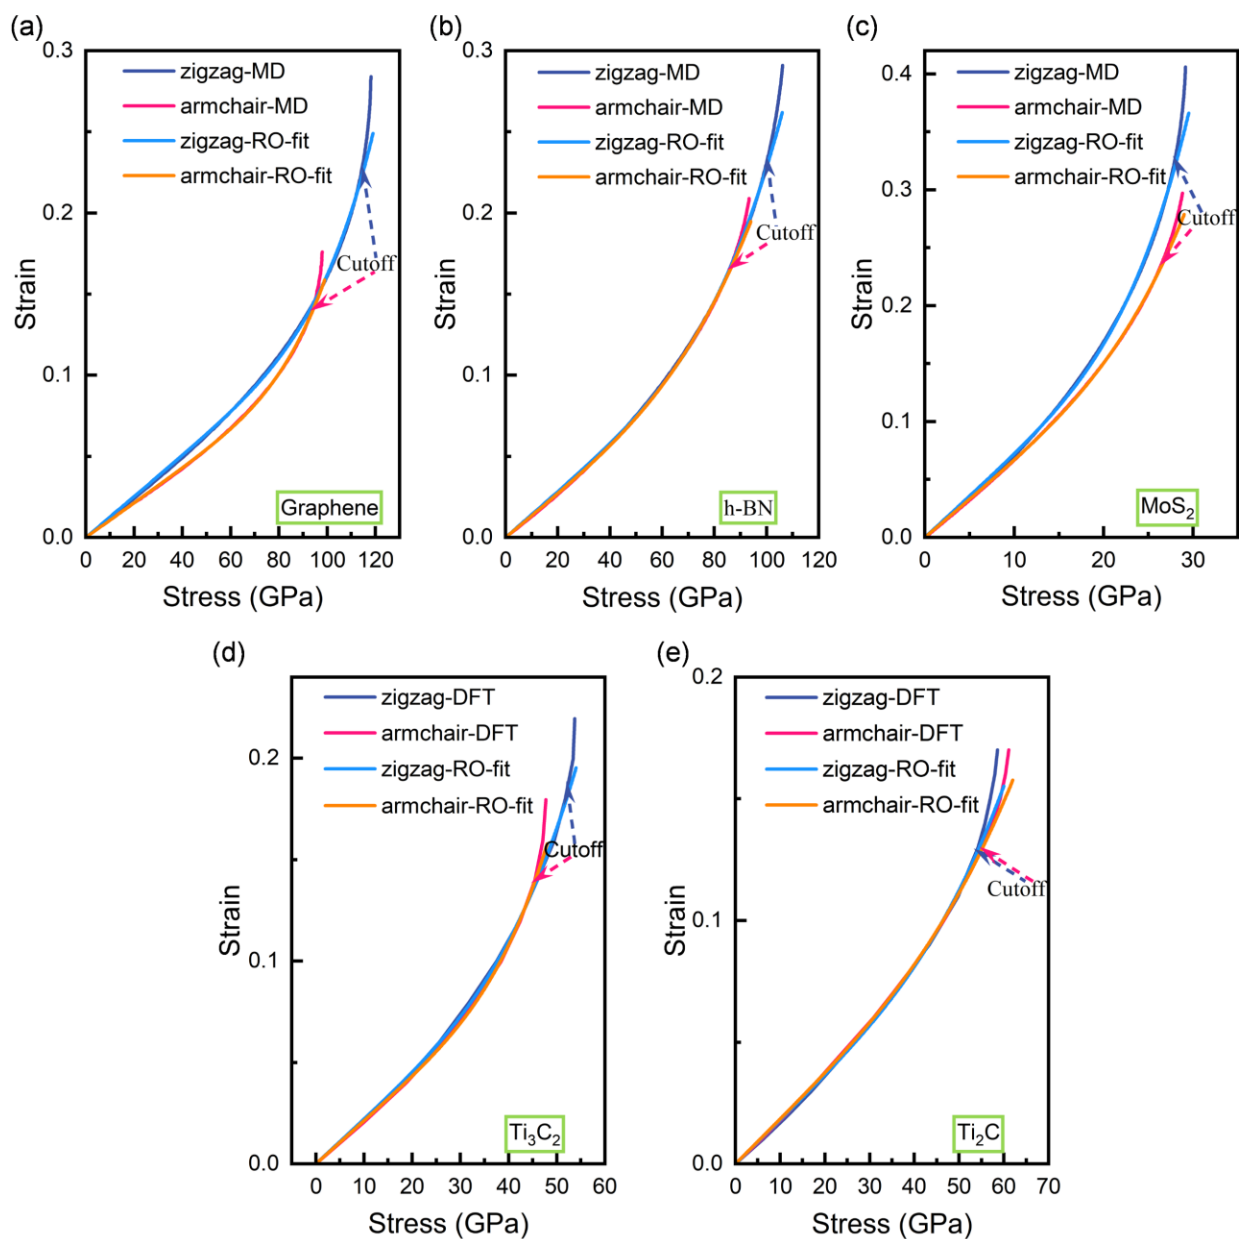 (a)
0.3
0.2
0.1
0.0
Strain
zigzag-MD
armchair-MD
zigzag-RO-fit
armchair-RO-fit
Cutoff
Graphene
0 20 40 60 80 100 120
Stress (GPa)
(b)
0.3
0.2
0.1
0.0
Strain
zigzag-MD
armchair-MD
zigzag-RO-fit
armchair-RO-fit
Cutoff
h-BN
0 20 40 60 80 100 120
Stress (GPa)
(c)
0.4
0.3
0.2
0.1
0.0
Strain
zigzag-MD
armchair-MD
zigzag-RO-fit
armchair-RO-fit
Cutoff
MoS2
0 10 20 30
Stress (GPa)
(d)
0.2
0.1
0.0
Strain
zigzag-DFT
armchair-DFT
zigzag-RO-fit
armchair-RO-fit
Cutoff
Ti3C2
0 10 20 30 40 50 60
Stress (GPa)
(e)
0.2
0.1
0.0
Strain
zigzag-DFT
armchair-DFT
zigzag-RO-fit
armchair-RO-fit
Cutoff
Ti2C
0 10 20 30 40 50 60 70
Stress (GPa)